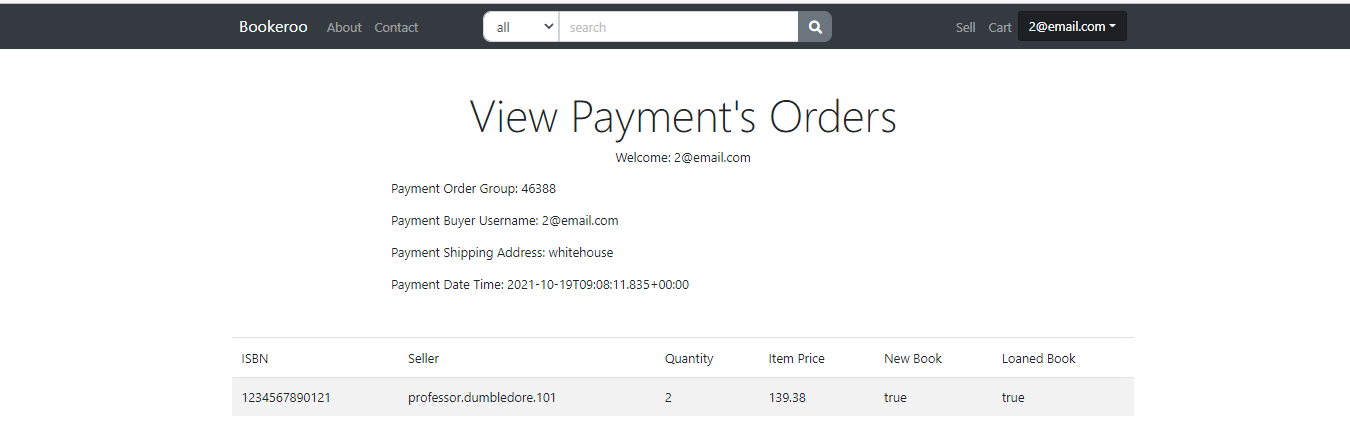 Bookeroo About Contact all search Sell Cart 2@email.com
View Payment's Orders
Welcome: 2@email.com
Payment Order Group: 46388
Payment Buyer Username: 2@email.com
Payment Shipping Address: whitehouse
Payment Date Time: 2021-10-19T09:08:11.835+00:00
ISBN Seller Quantity Item Price New Book Loaned Book
1234567890121 professor.dumbledore.101 2 139.38 true true